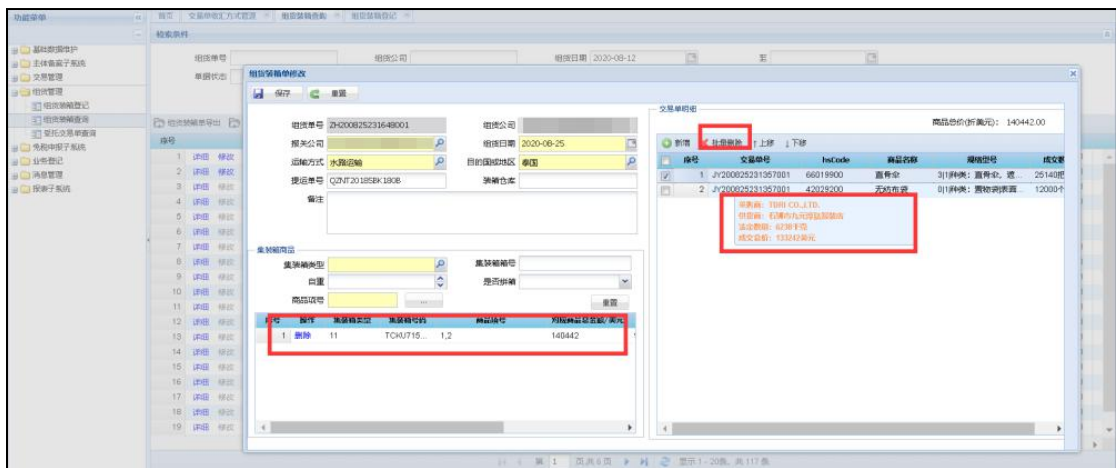 功能菜单
首页 交易单收汇方式管理 组货装箱查询 组货装箱登记
检索条件
基础数据维护
主体备案子系统
交易管理
组货管理
组货装箱登记
组货装箱查询
委托交易单查询
免税申报子系统
业务登记
消息管理
报表子系统
组货单号 组货公司 组货日期 2020-08-12 至
单据状态
组货装箱单导出
序号
1 详细 修改
2 详细 修改
3 详细 修改
4 详细 修改
5 详细 修改
6 详细 修改
7 详细 修改
8 详细 修改
9 详细 修改
10 详细 修改
11 详细 修改
12 详细 修改
13 详细 修改
14 详细 修改
15 详细 修改
16 详细 修改
17 详细 修改
18 详细 修改
19 详细 修改
组货装箱单修改
保存 重置
组货单号 ZH200825231648001 组货公司
报关公司 组货日期 2020-08-25
运输方式 水路运输 目的国或地区 泰国
提运单号 QZNT20185BK180B 装箱仓库
备注
集装箱商品
集装箱类型 集装箱箱号
自重 是否拼箱
商品项号 ... 重置
序号 操作 集装箱类型 集装箱号码 商品项号 对应商品总金额/美元
1 删除 11 TCKU715... 1,2 140442
交易单明细
商品总价(折美元): 140442.00
新增 批量删除 上移 下移
序号 交易单号 hsCode 商品名称 规格型号 成交数
1 JY200825231357001 66019900 直骨伞 3|1|种类：直骨伞，遮... 25140把
2 JY200825231357001 42029200 无纺布袋 0|1|种类：置物袋|表面... 12000个
采购商：TUHI CO.,LTD.
法定数量：6238千克
成交总价：133242美元
第 1 页,共 6 页 显示 1 - 20条, 共 117 条